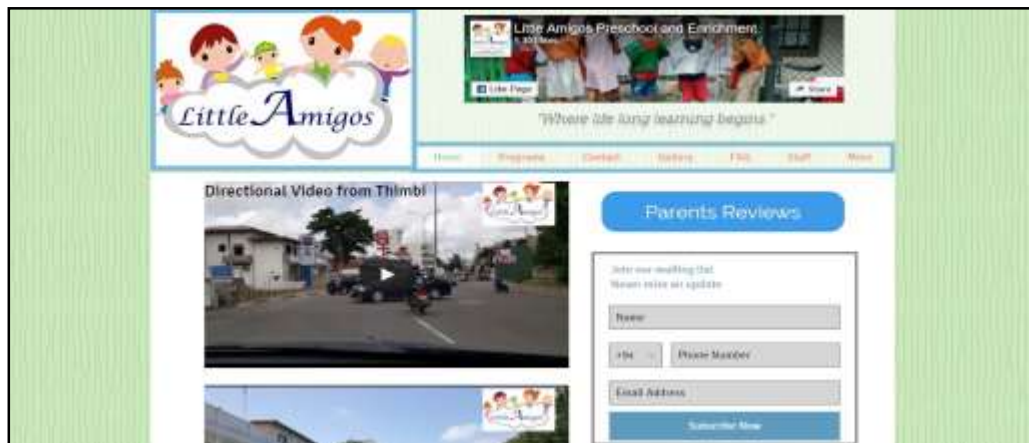 Little Amigos
Little Amigos Preschool and Enrichment
Like Page
Share
"Where life long learning begins "
Home Programs Contact Gallery FAQ Staff More
Directional Video from Thimbi
Little Amigos
Parents Reviews
Join our mailing list
Never miss an update
Name
+94 Phone Number
Email Address
Subscribe Now
Little Amigos